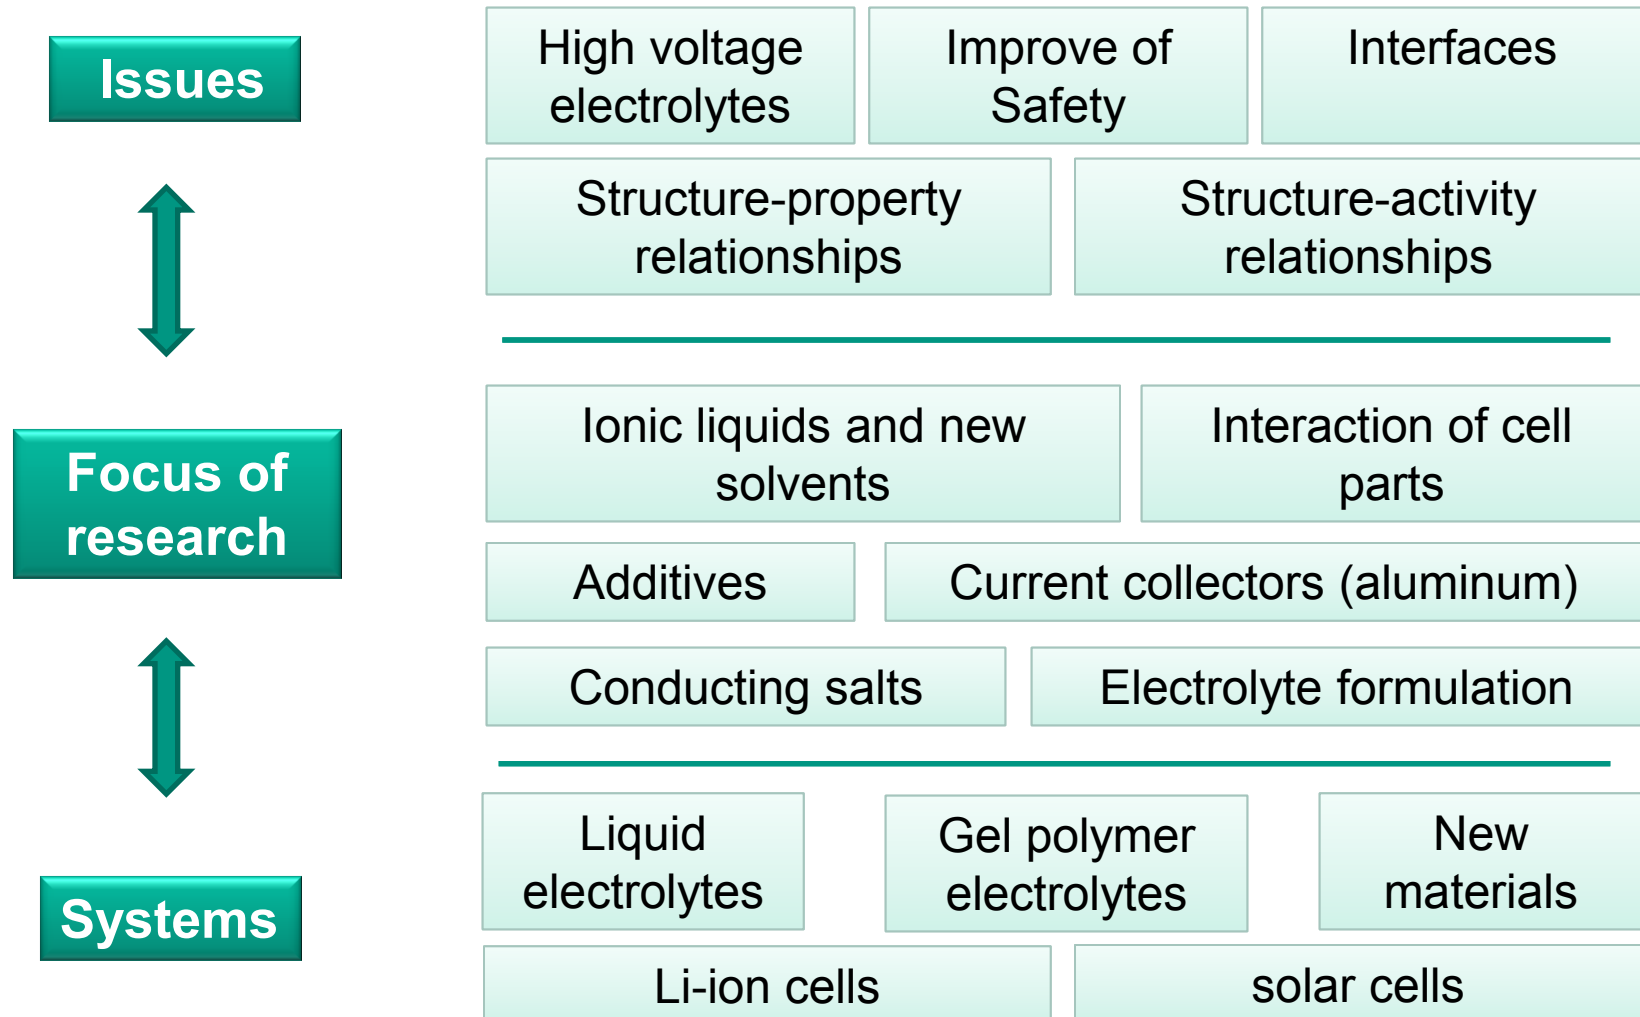 Issues
High voltage
electrolytes
Improve of
Safety
Interfaces
Structure-property
relationships
Structure-activity
relationships
Focus of
research
Ionic liquids and new
solvents
Interaction of cell
parts
Additives
Current collectors (aluminum)
Conducting salts
Electrolyte formulation
Systems
Liquid
electrolytes
Gel polymer
electrolytes
New
materials
Li-ion cells
solar cells